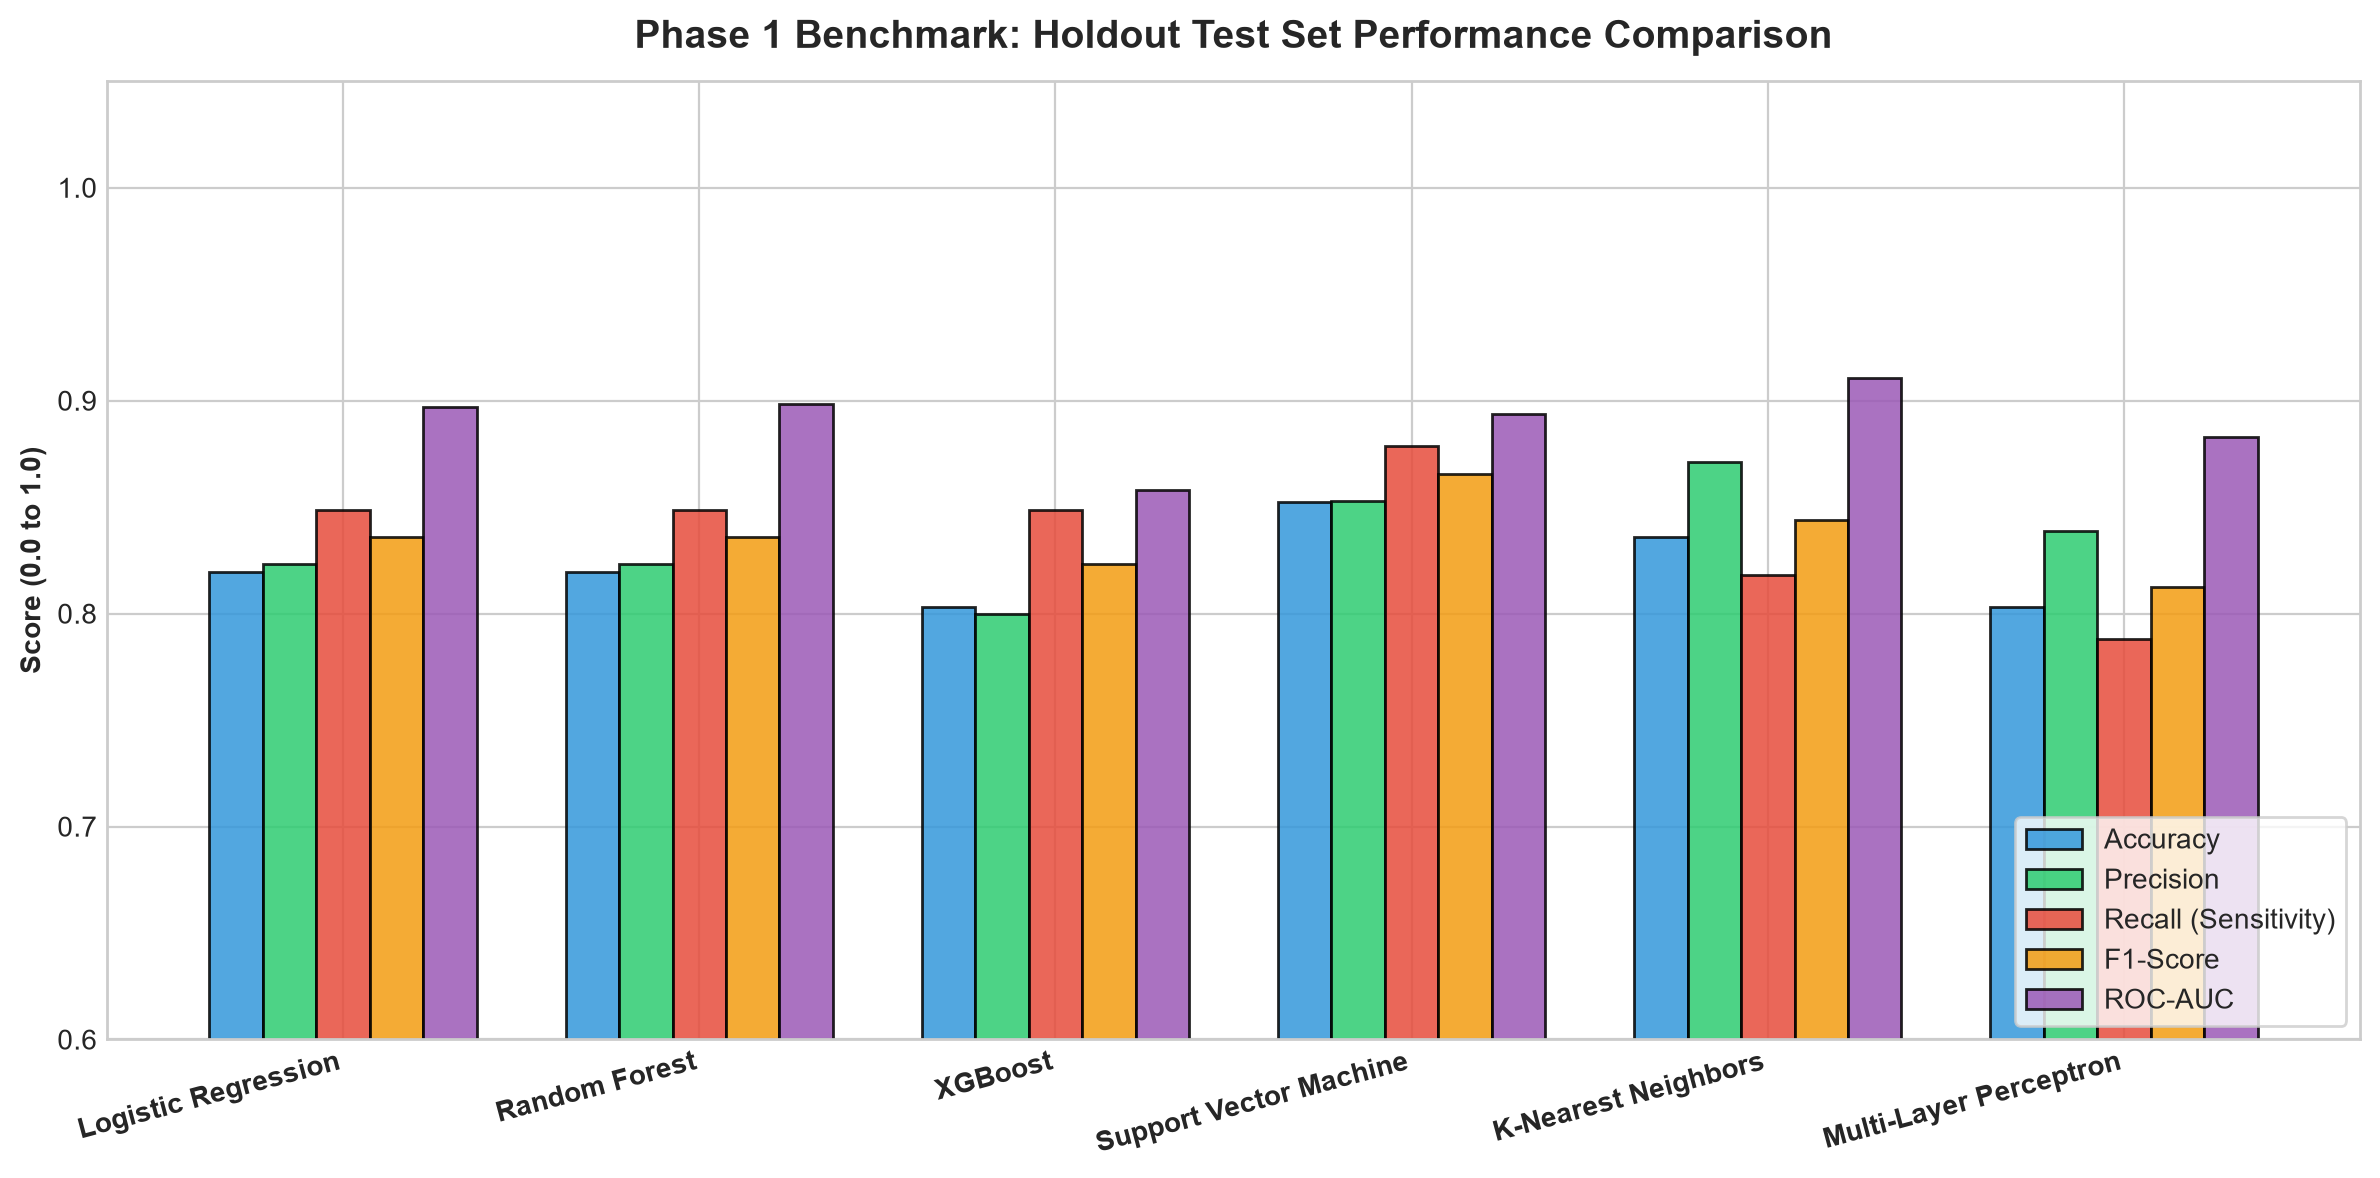 Phase 1 Benchmark: Holdout Test Set Performance Comparison
Score (0.0 to 1.0)
1.0
0.9
0.8
0.7
0.6
Accuracy
Precision
Recall (Sensitivity)
F1-Score
ROC-AUC
Logistic Regression
Random Forest
XGBoost
Support Vector Machine
K-Nearest Neighbors
Multi-Layer Perceptron